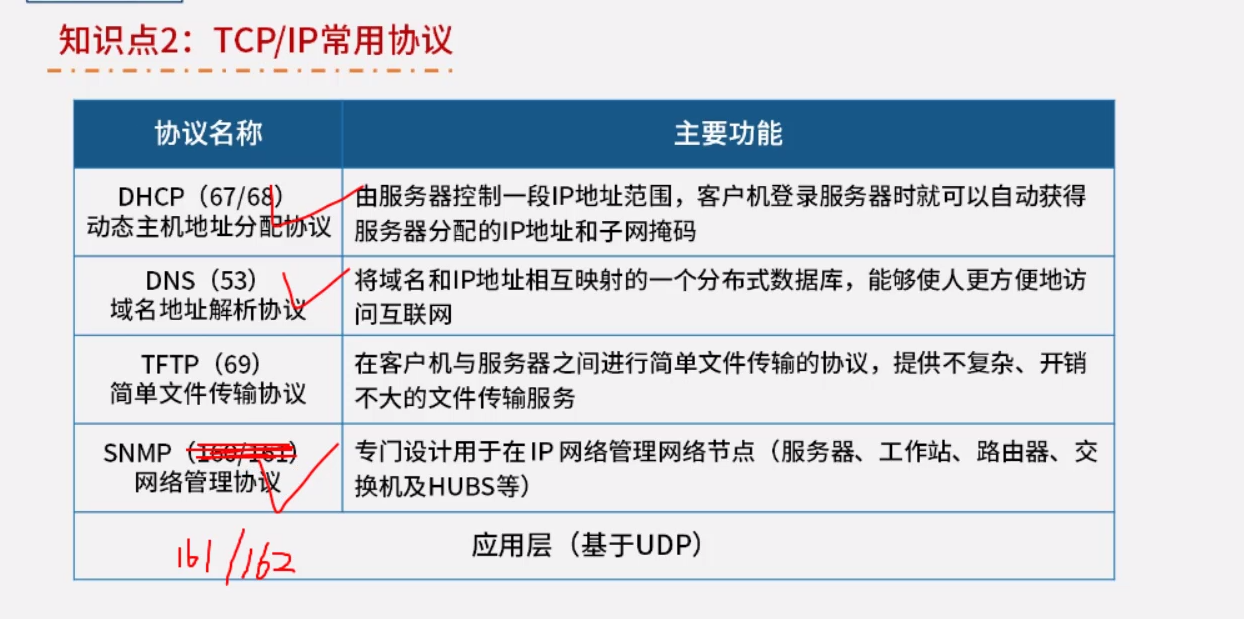 知识点2：TCP/IP常用协议
协议名称
主要功能
DHCP（67/68）
动态主机地址分配协议
由服务器控制一段IP地址范围，客户机登录服务器时就可以自动获得
服务器分配的IP地址和子网掩码
DNS（53）
域名地址解析协议
将域名和IP地址相互映射的一个分布式数据库，能够使人更方便地访
问互联网
TFTP（69）
简单文件传输协议
在客户机与服务器之间进行简单文件传输的协议，提供不复杂、开销
不大的文件传输服务
SNMP（160/161）
网络管理协议
专门设计用于在 IP 网络管理网络节点（服务器、工作站、路由器、交
换机及HUBS等）
161/162
应用层（基于UDP）